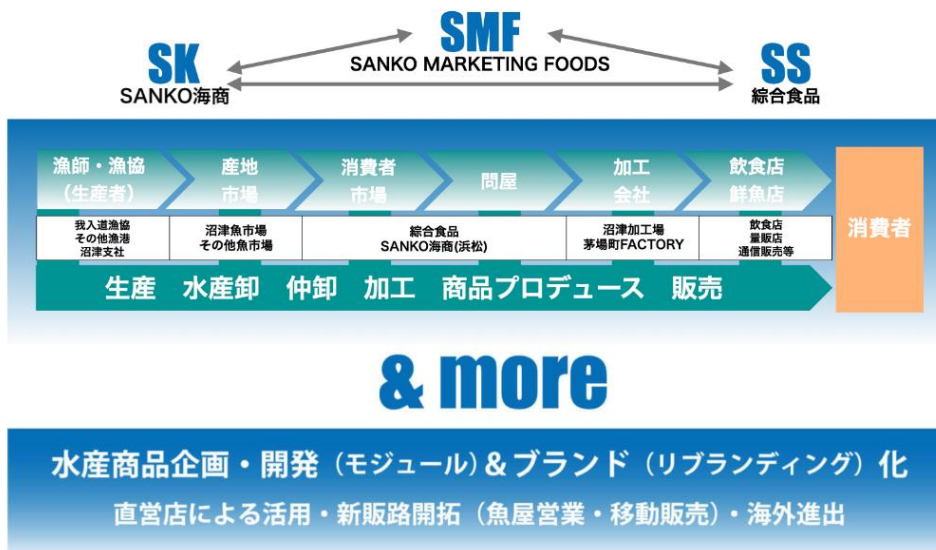 SMF
SANKO MARKETING FOODS
SK
SANKO海商
SS
綜合食品
漁師・漁協
（生産者）
産地
市場
消費者
市場
問屋
加工
会社
飲食店
鮮魚店
消費者
我入道漁協
その他漁港
沼津支社
沼津魚市場
その他魚市場
綜合食品
SANKO海商(浜松)
沼津加工場
茅場町FACTORY
飲食店
量販店
通信販売等
生産 水産卸 仲卸 加工 商品プロデュース 販売
& more
水産商品企画・開発（モジュール）&ブランド（リブランディング）化
直営店による活用・新販路開拓（魚屋営業・移動販売）・海外進出